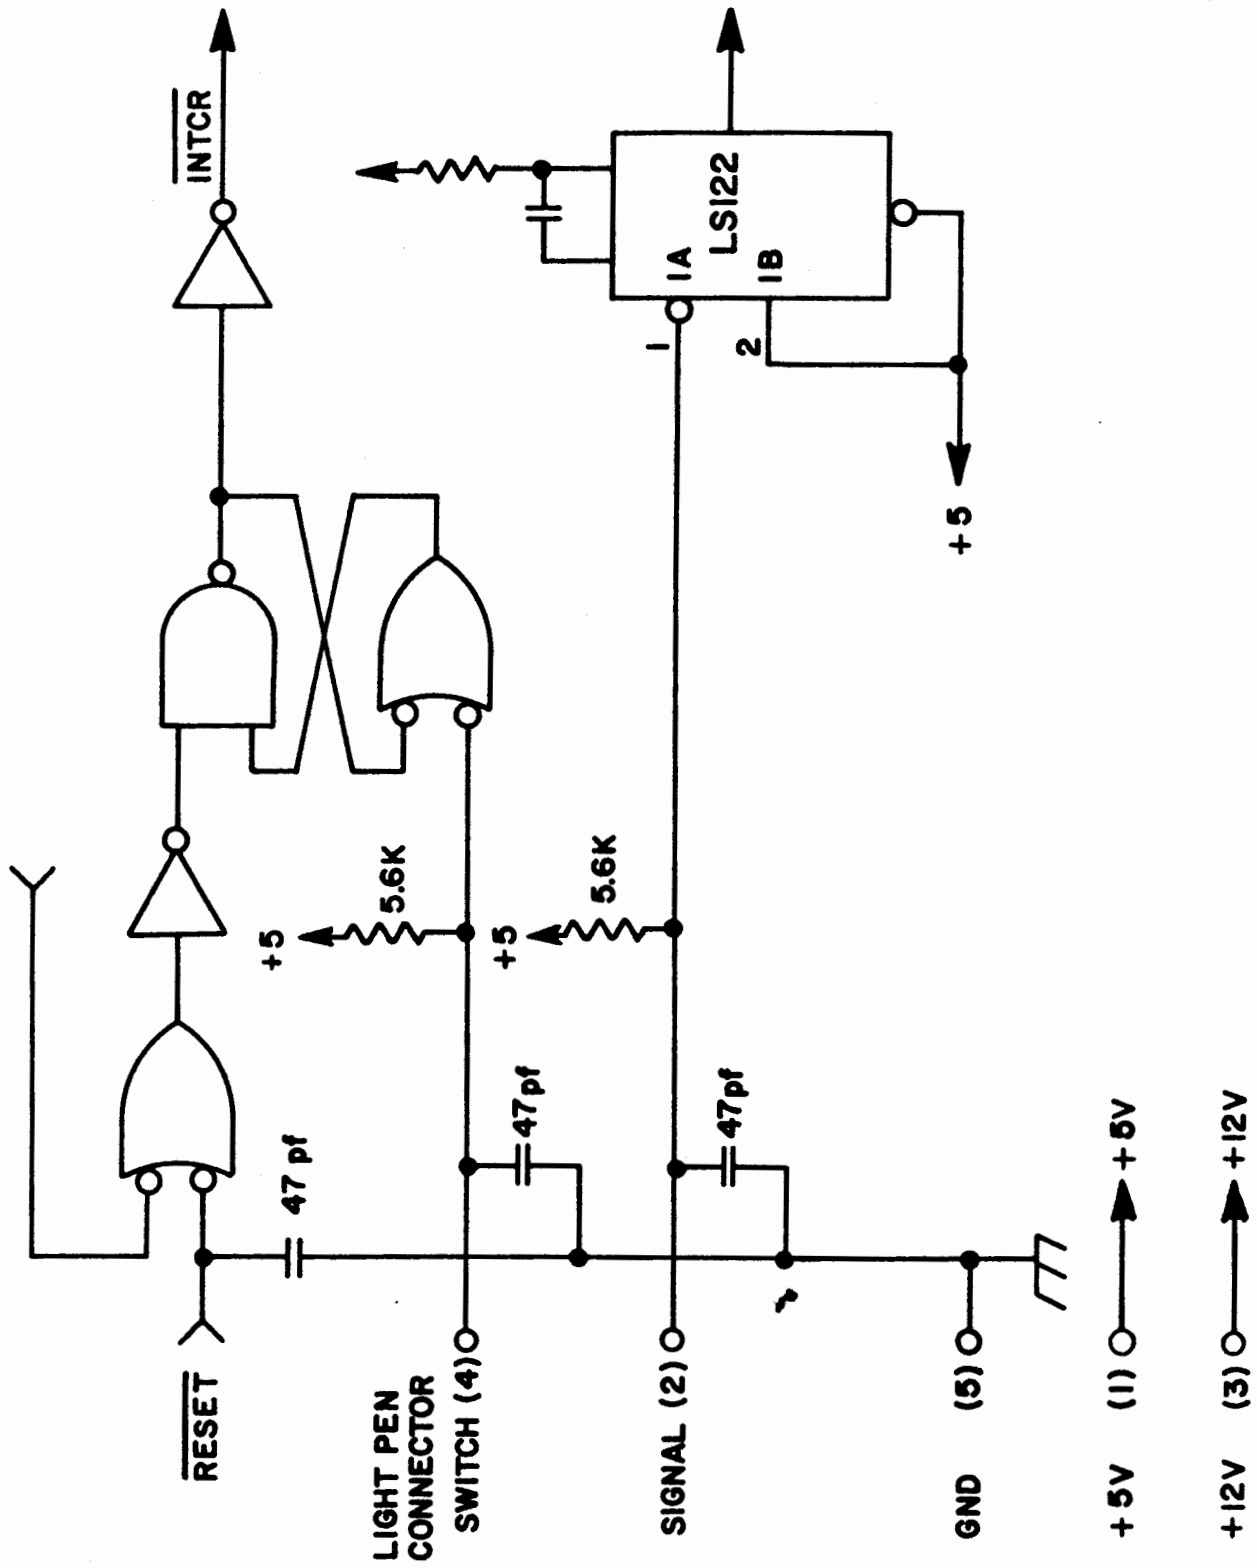 RESET
47 pf
INTCR
+5
5.6K
LIGHT PEN
CONNECTOR
SWITCH (4)
47pf
+5
5.6K
SIGNAL (2)
47pf
1
1A
LS122
2
1B
+5
GND (5)
+5V (1) +5V
+12V (3) +12V